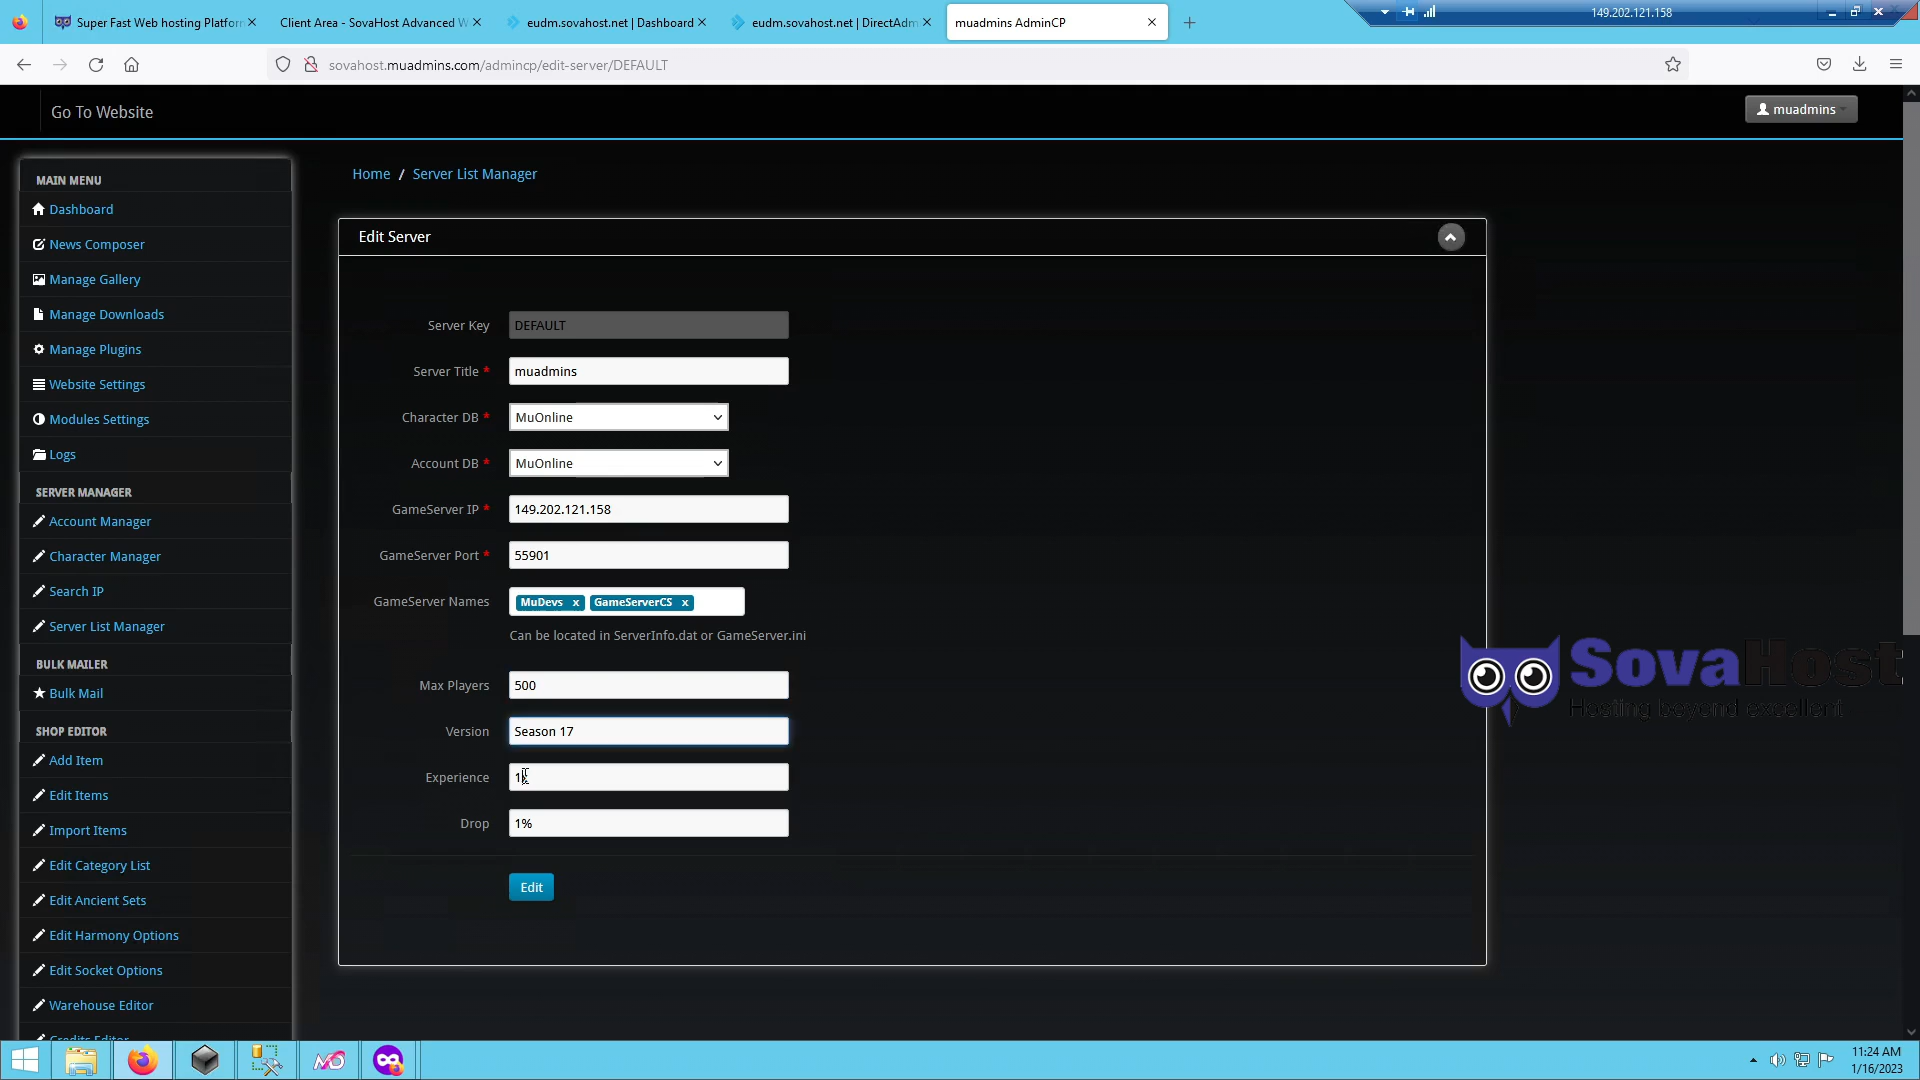 Super Fast Web hosting Platfor
Client Area - SovaHost Advanced W
eudm.sovahost.net | Dashboard
eudm.sovahost.net | DirectAdm
muadmins AdminCP
149.202.121.158
sovahost.muadmins.com/admincp/edit-server/DEFAULT
Go To Website
muadmins
MAIN MENU
Dashboard
News Composer
Manage Gallery
Manage Downloads
Manage Plugins
Website Settings
Modules Settings
Logs
SERVER MANAGER
Account Manager
Character Manager
Search IP
Server List Manager
BULK MAILER
Bulk Mail
SHOP EDITOR
Add Item
Edit Items
Import Items
Edit Category List
Edit Ancient Sets
Edit Harmony Options
Edit Socket Options
Warehouse Editor
Credits Editor
Home / Server List Manager
Edit Server
Server Key DEFAULT
Server Title * muadmins
Character DB * MuOnline
Account DB * MuOnline
GameServer IP * 149.202.121.158
GameServer Port * 55901
GameServer Names MuDevs x GameServerCS x
Can be located in ServerInfo.dat or GameServer.ini
Max Players 500
Version Season 17
Experience
Drop 1%
Edit
SovaHost
Hosting beyond excellent
11:24 AM
1/16/2023